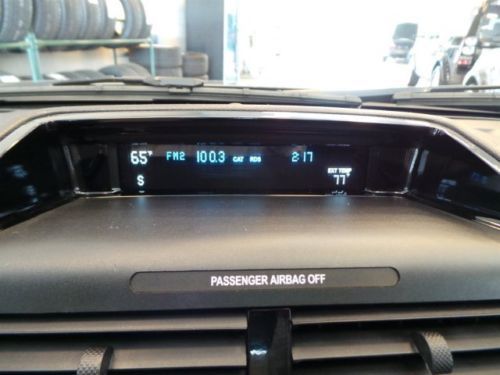 65° FM2 100.3 CAT RDS 2:17
S EXT TEMP
77
PASSENGER AIRBAG OFF